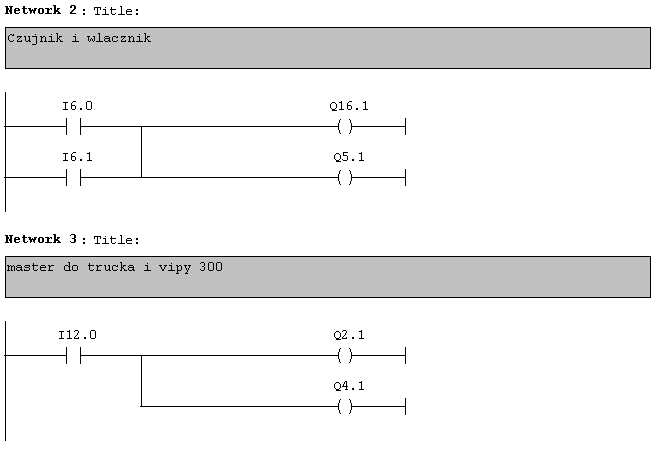 Network 2 : Title:
Czujnik i wlacznik
I6.0 Q16.1
I6.1 Q5.1
Network 3 : Title:
master do trucka i vipy 300
I12.0 Q2.1
Q4.1